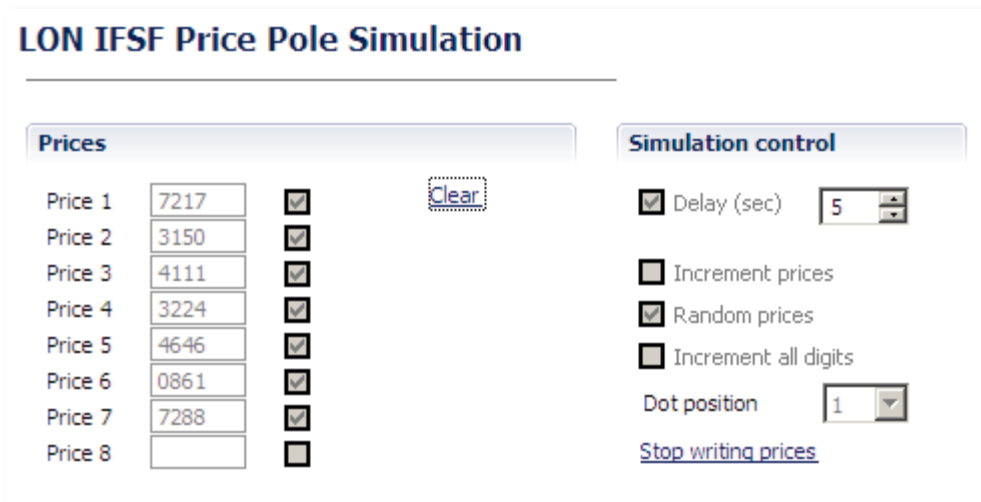 LON IFSF Price Pole Simulation
Prices
Price 1 7217
Price 2 3150
Price 3 4111
Price 4 3224
Price 5 4646
Price 6 0861
Price 7 7288
Price 8
Clear
Simulation control
Delay (sec) 5
Increment prices
Random prices
Increment all digits
Dot position 1
Stop writing prices